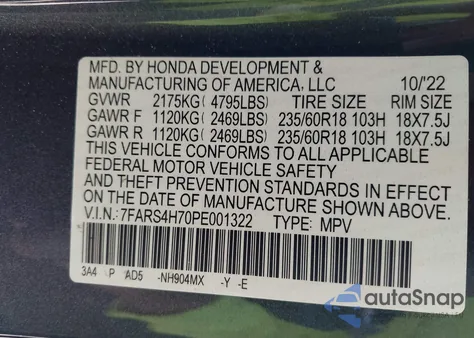 MFD. BY HONDA DEVELOPMENT &
MANUFACTURING OF AMERICA, LLC 10/'22
GVWR 2175KG ( 4795LBS) TIRE SIZE RIM SIZE
GAWR F 1120KG ( 2469LBS) 235/60R18 103H 18X7.5J
GAWR R 1120KG ( 2469LBS) 235/60R18 103H 18X7.5J
THIS VEHICLE CONFORMS TO ALL APPLICABLE
FEDERAL MOTOR VEHICLE SAFETY
AND THEFT PREVENTION STANDARDS IN EFFECT
ON THE DATE OF MANUFACTURE SHOWN ABOVE.
V.I.N.: 7FARS4H70PE001322 TYPE: MPV
3A4 P AD5 -NH904MX -Y -E
autoSnap